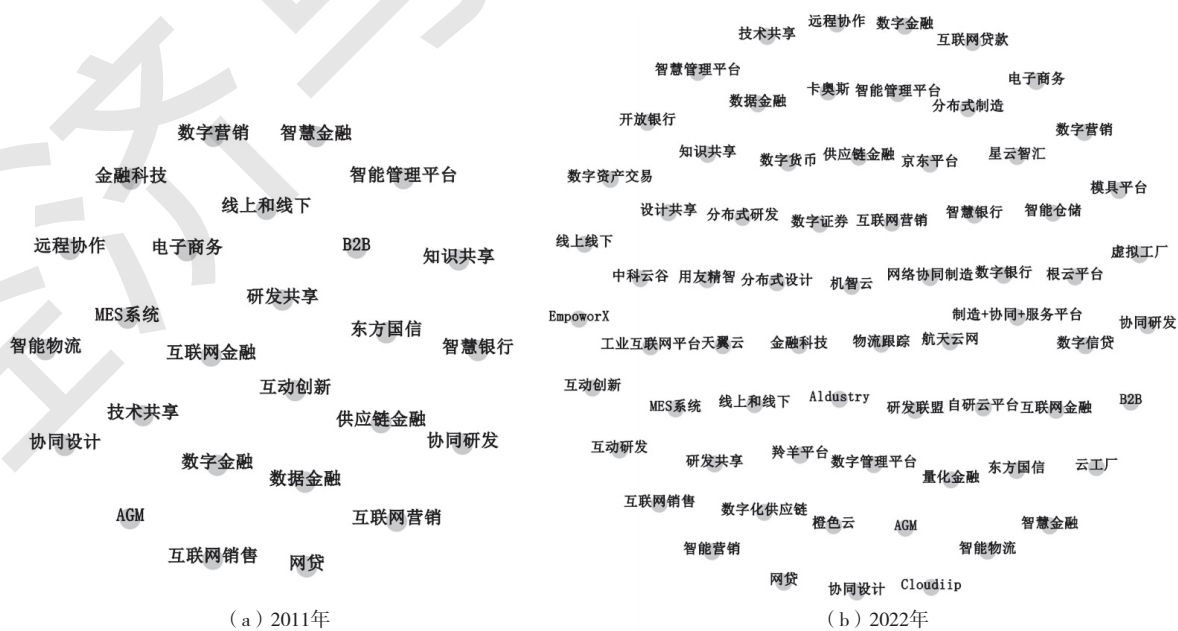 数字营销 智慧金融
金融科技 智能管理平台
线上和线下
远程协作 电子商务 B2B 知识共享
研发共享
MES系统 东方国信
智能物流 互联网金融 智慧银行
互动创新
技术共享 供应链金融
协同设计 协同研发
数字金融 数据金融
AGM 互联网营销
互联网销售 网贷
(a)2011年
技术共享 远程协作 数字金融 互联网贷款
智慧管理平台 电子商务
数据金融 卡奥斯 智能管理平台 分布式制造
开放银行 数字营销
知识共享 数字货币 供应链金融 京东平台 星云智汇
数字资产交易 模具平台
设计共享 分布式研发 数字证券 互联网营销 智慧银行 智能仓储
线上线下 虚拟工厂
中科云谷 用友精智 分布式设计 机智云 网络协同制造 数字银行 根云平台
EmpoworX 制造+协同+服务平台 协同研发
工业互联网平台 天翼云 金融科技 物流跟踪 航天云网 数字信贷
互动创新
MES系统 线上和线下 Aldustry 研发联盟 自研云平台 互联网金融 B2B
互动研发
研发共享 羚羊平台 数字管理平台 量化金融 东方国信 云工厂
互联网销售 数字化供应链 橙色云 AGM 智慧金融
智能营销 智能物流
网贷 协同设计 Cloudiip
(b)2022年